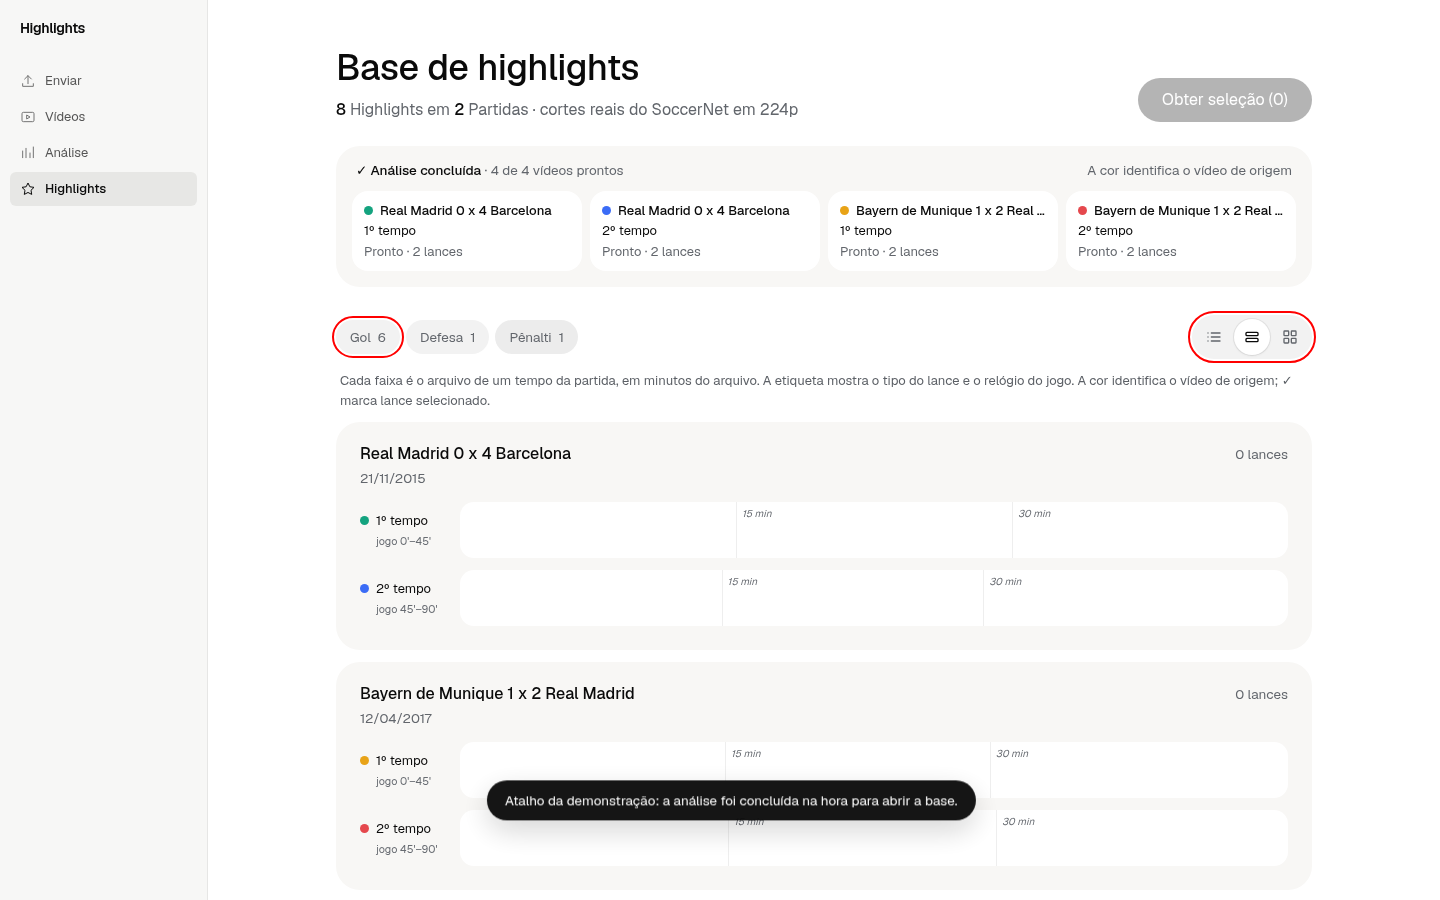 Highlights
Enviar
Vídeos
Análise
Highlights
Base de highlights
8 Highlights em 2 Partidas · cortes reais do SoccerNet em 224p
Obter seleção (0)
✓ Análise concluída · 4 de 4 vídeos prontos
A cor identifica o vídeo de origem
Real Madrid 0 x 4 Barcelona
1º tempo
Pronto · 2 lances
Real Madrid 0 x 4 Barcelona
2º tempo
Pronto · 2 lances
Bayern de Munique 1 x 2 Real ...
1º tempo
Pronto · 2 lances
Bayern de Munique 1 x 2 Real ...
2º tempo
Pronto · 2 lances
Gol 6
Defesa 1
Pênalti 1
Cada faixa é o arquivo de um tempo da partida, em minutos do arquivo. A etiqueta mostra o tipo do lance e o relógio do jogo. A cor identifica o vídeo de origem; ✓
marca lance selecionado.
Real Madrid 0 x 4 Barcelona
0 lances
21/11/2015
1º tempo
jogo 0'–45'
15 min
30 min
2º tempo
jogo 45'–90'
15 min
30 min
Bayern de Munique 1 x 2 Real Madrid
0 lances
12/04/2017
1º tempo
jogo 0'–45'
15 min
30 min
Atalho da demonstração: a análise foi concluída na hora para abrir a base.
2º tempo
jogo 45'–90'
15 min
30 min